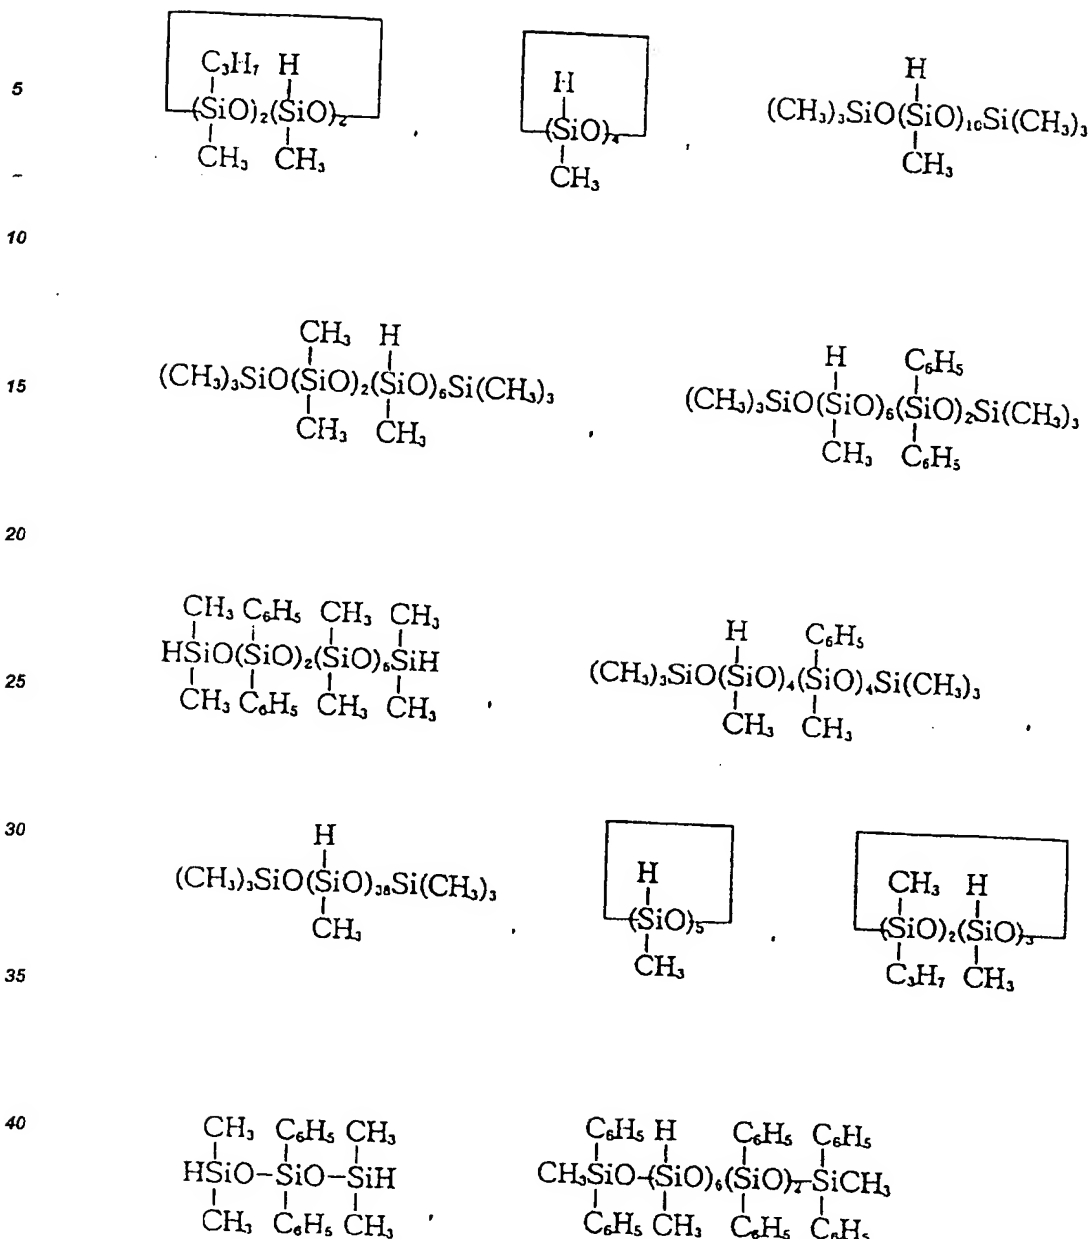 C₃H₇ H H
5 H
(SiO)₂(SiO)₂ , (SiO)₄ , (CH₃)₃SiO(SiO)₁₀Si(CH₃)₃
CH₃ CH₃ CH₃ CH₃
10
CH₃ H H C₆H₅
15 (CH₃)₃SiO(SiO)₂(SiO)₆Si(CH₃)₃ (CH₃)₃SiO(SiO)₆(SiO)₂Si(CH₃)₃
CH₃ CH₃ , CH₃ C₆H₅
20
CH₃ C₆H₅ CH₃ CH₃ H C₆H₅
25 HSiO(SiO)₂(SiO)₆SiH (CH₃)₃SiO(SiO)₄(SiO)₄Si(CH₃)₃
CH₃ C₆H₅ CH₃ CH₃ , CH₃ CH₃ ,
30
H H CH₃ H
(CH₃)₃SiO(SiO)₃₈Si(CH₃)₃ (SiO)₅ (SiO)₂(SiO)₃
CH₃ , CH₃ , C₃H₇ CH₃
35
40
CH₃ C₆H₅ CH₃ C₆H₅ H C₆H₅ C₆H₅
HSiO–SiO–SiH CH₃SiO–(SiO)₆(SiO)₂–SiCH₃
CH₃ C₆H₅ CH₃ , C₆H₅ CH₃ C₆H₅ C₆H₅